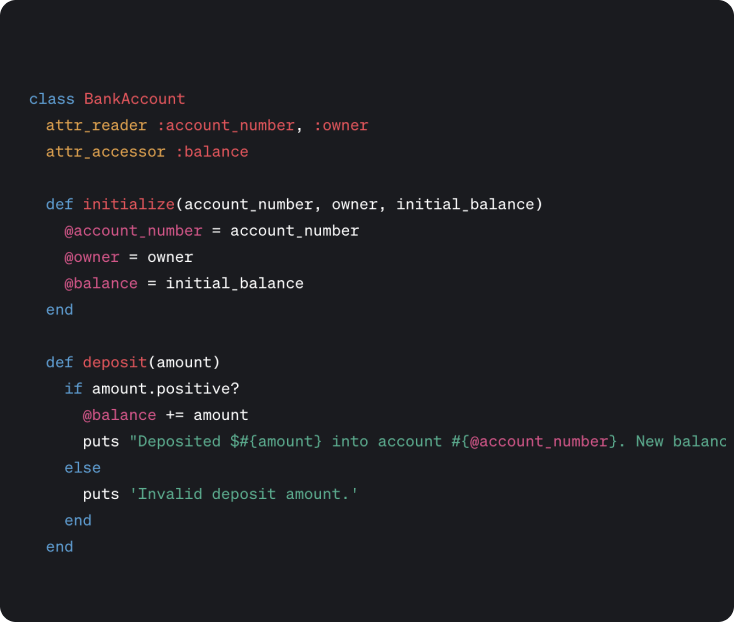 class BankAccount
  attr_reader :account_number, :owner
  attr_accessor :balance

  def initialize(account_number, owner, initial_balance)
    @account_number = account_number
    @owner = owner
    @balance = initial_balance
  end

  def deposit(amount)
    if amount.positive?
      @balance += amount
      puts "Deposited $#{amount} into account #{@account_number}. New balanc
    else
      puts 'Invalid deposit amount.'
    end
  end